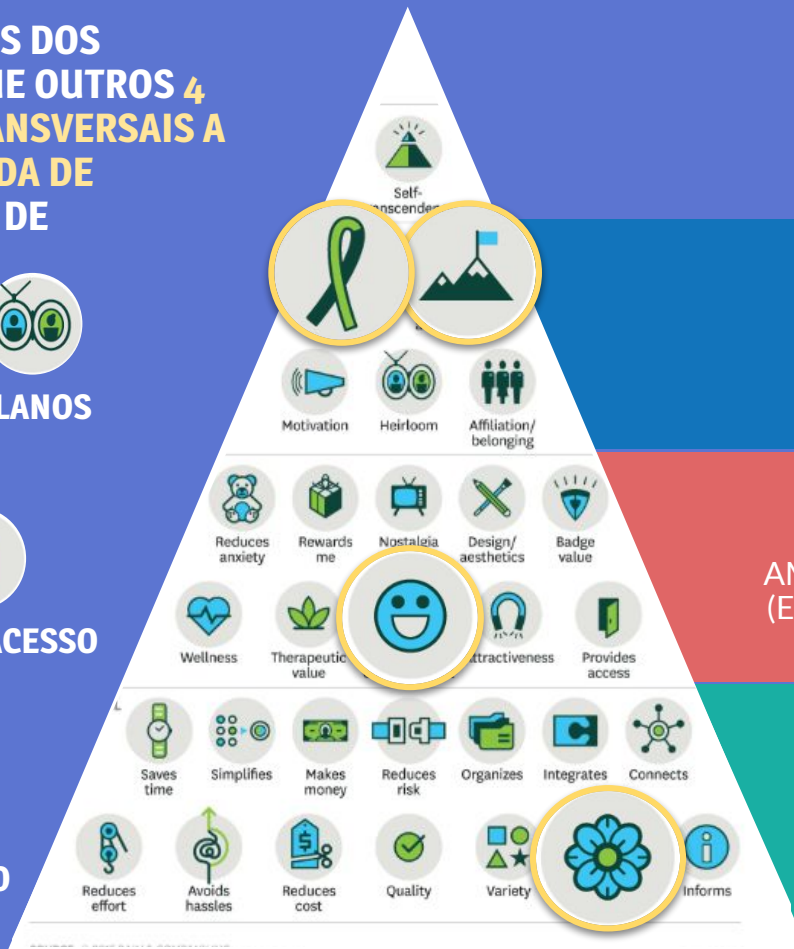 S DOS
IE OUTROS 4
ANSVERSAIS A
DA DE
DE
LANOS
ACESSO
O
AM
(E
Self-
Motivation
Heirloom
Affiliation/
belonging
Reduces
anxiety
Rewards
me
Nostalgia
Design/
aesthetics
Badge
value
Wellness
Therapeutic
value
ttractiveness
Provides
access
Saves
time
Simplifies
Makes
money
Reduces
risk
Organizes
Integrates
Connects
Reduces
effort
Avoids
hassles
Reduces
cost
Quality
Variety
Informs